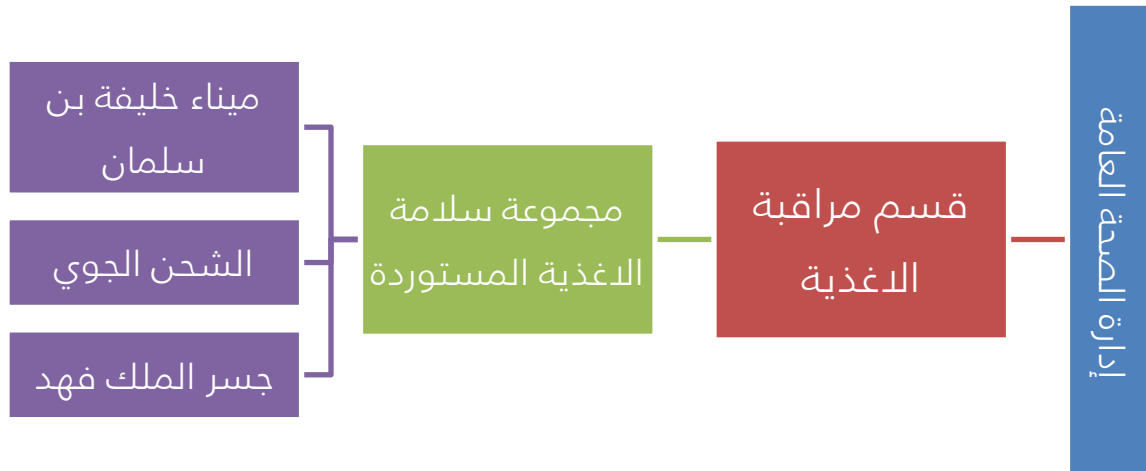 إدارة الصحة العامة
قسم مراقبة
الاغذية
مجموعة سلامة
الاغذية المستوردة
ميناء خليفة بن
سلمان
الشحن الجوي
جسر الملك فهد